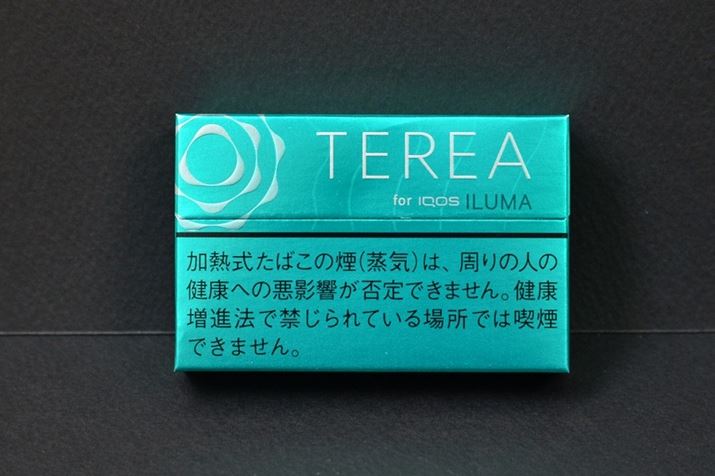 TEREA
for IQOS ILUMA
加熱式たばこの煙(蒸気)は、周りの人の
健康への悪影響が否定できません。健康
増進法で禁じられている場所では喫煙
できません。